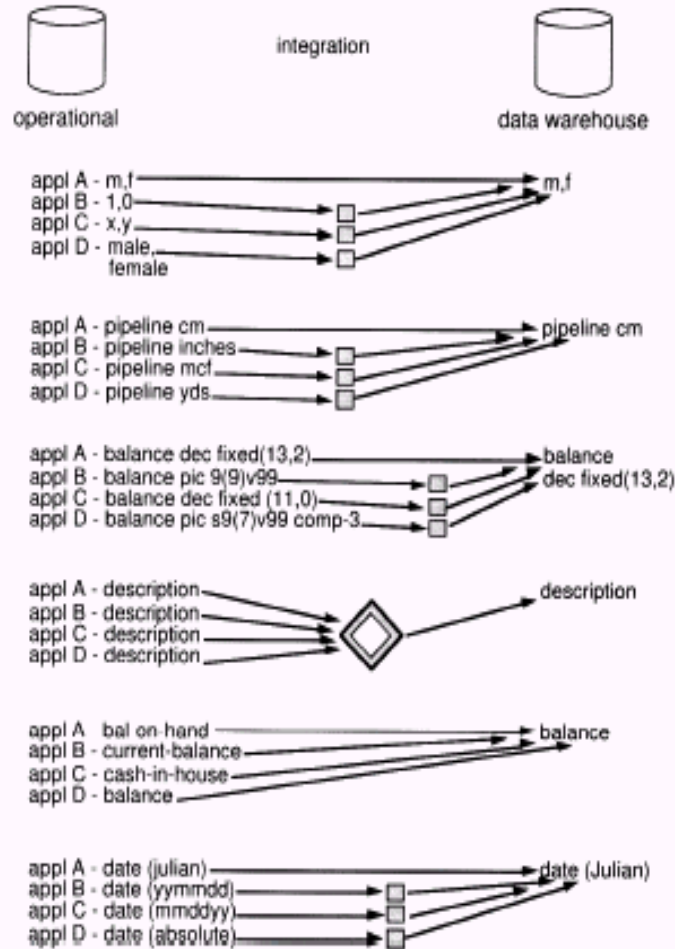 integration
operational
data warehouse
appl A - m,f
m,f
appl B - 1,0
appl C - x,y
appl D - male,
female
appl A - pipeline cm
pipeline cm
appl B - pipeline inches
appl C - pipeline mcf
appl D - pipeline yds
appl A - balance dec fixed(13,2)
balance
appl B - balance pic 9(9)v99
dec fixed(13,2)
appl C - balance dec fixed (11,0)
appl D - balance pic s9(7)v99 comp-3
appl A - description
description
appl B - description
appl C - description
appl D - description
appl A bal on-hand
balance
appl B - current-balance
appl C - cash-in-house
appl D - balance
appl A - date (julian)
date (Julian)
appl B - date (yymmdd)
appl C - date (mmddyy)
appl D - date (absolute)